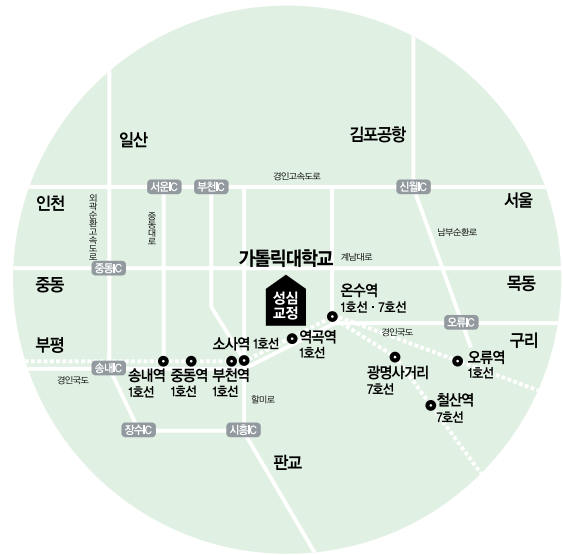 일산
김포공항
경인고속도로
서운IC
부천IC
신월IC
인천
외곽순환고속도로
중동대로
서울
남부순환로
가톨릭대학교
계남대로
중동IC
중동
성심
교정
온수역
1호선 · 7호선
목동
오류IC
경인국도
부평
소사역 1호선
역곡역
1호선
구리
오류역
1호선
송내IC
송내역
1호선
중동역
1호선
부천역
1호선
광명사거리
7호선
경인국도
할미로
철산역
7호선
장수IC
시흥IC
판교